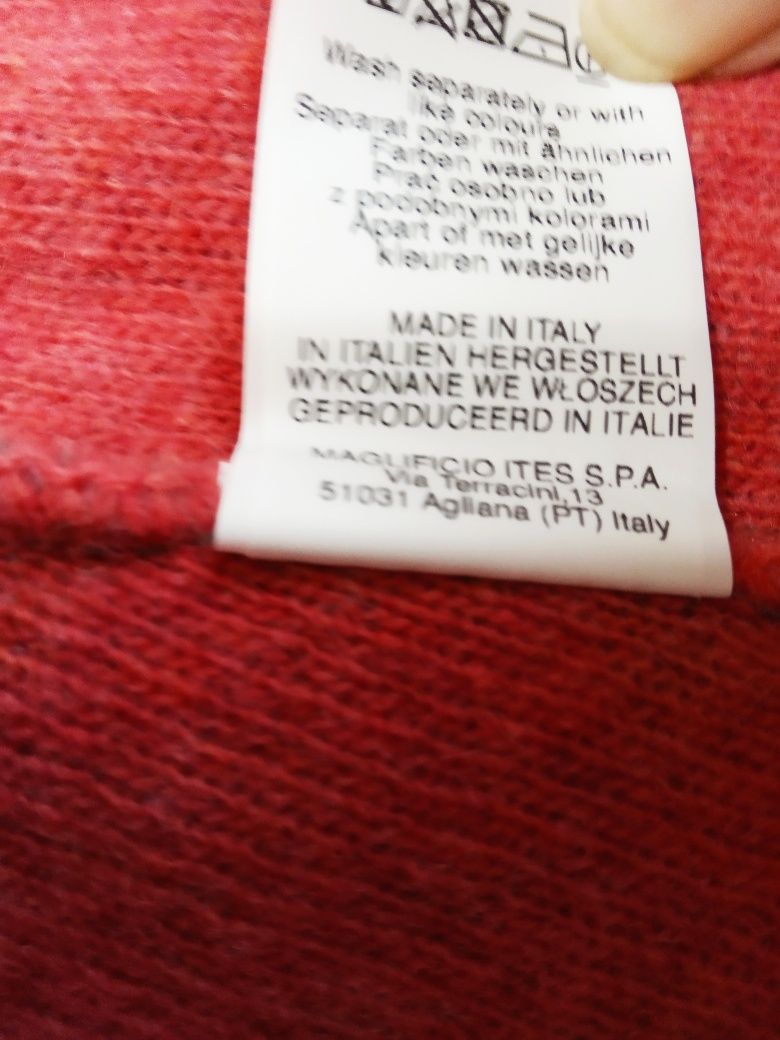 Wash separately or with
like colours
Separat oder mit ähnlichen
Farben waschen
Prać osobno lub
z podobnymi kolorami
Apart of met gelijke
kleuren wassen
MADE IN ITALY
IN ITALIEN HERGESTELLT
WYKONANE WE WŁOSZECH
GEPRODUCEERD IN ITALIE
MAGLIFICIO ITES S.P.A.
Via Terracini,13
51031 Agliana (PT) Italy